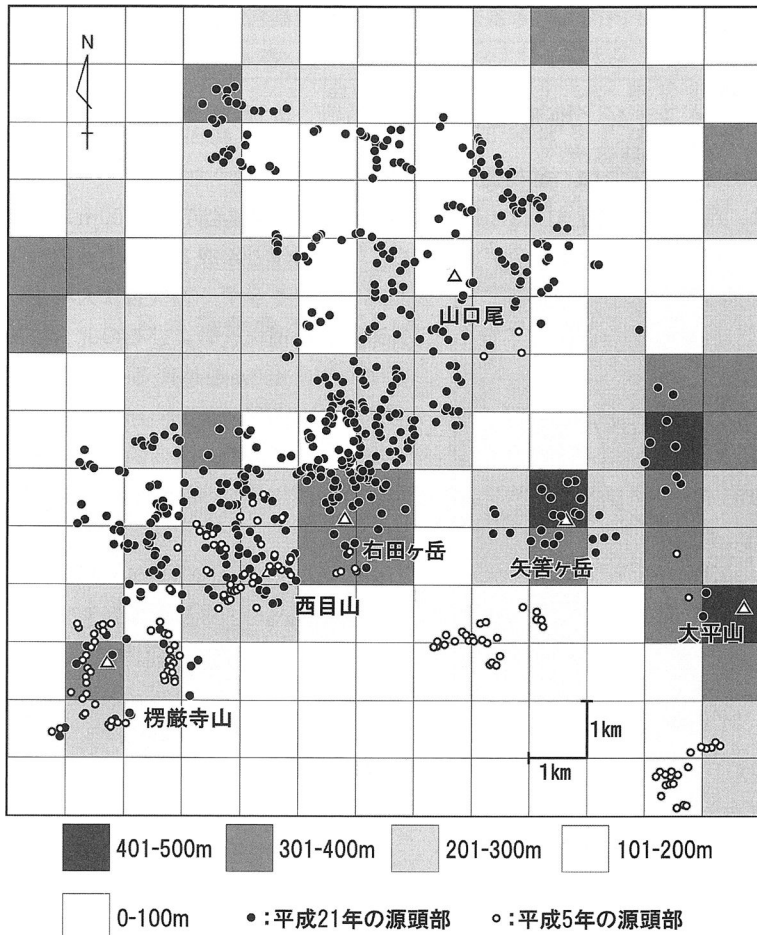 N
山口尾
右田ヶ岳
矢筈ヶ岳
西目山
大平山
楞厳寺山
1km
1km
401-500m
301-400m
201-300m
101-200m
0-100m
●:平成21年の源頭部
○:平成5年の源頭部